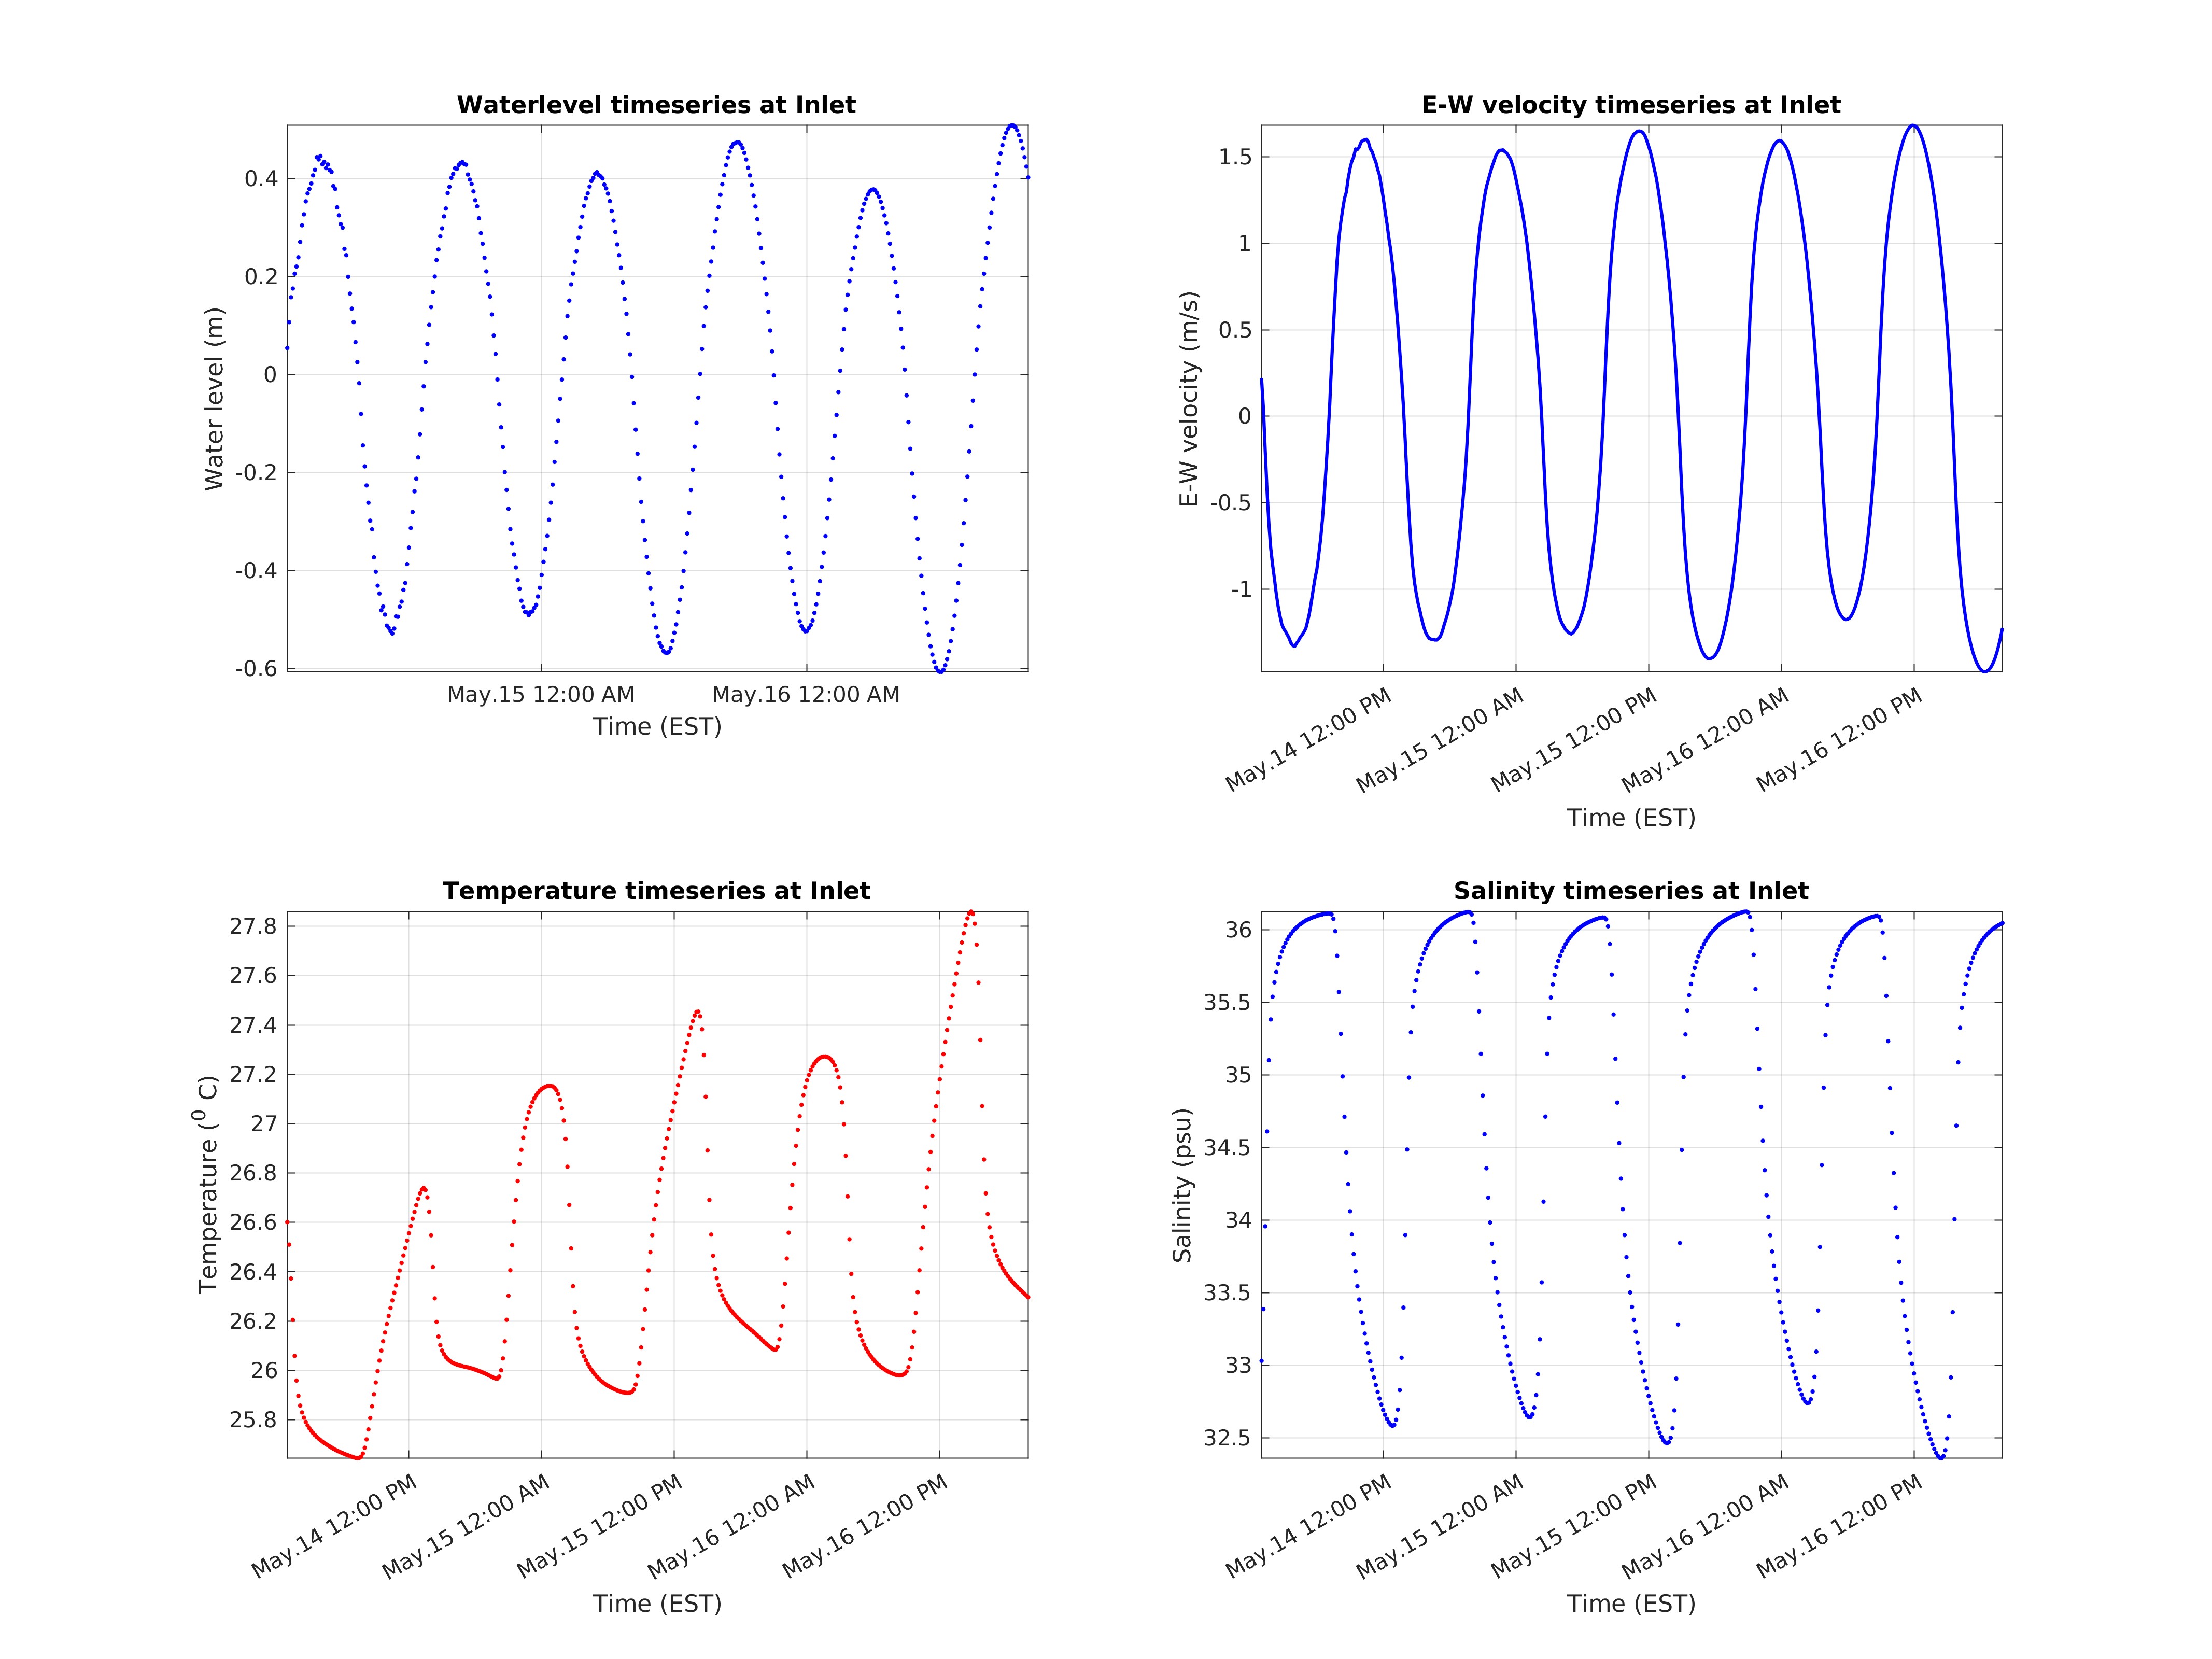 Waterlevel timeseries at Inlet
0.4
0.2
0
-0.2
-0.4
-0.6
Water level (m)
May.15 12:00 AM
May.16 12:00 AM
Time (EST)
E-W velocity timeseries at Inlet
1.5
1
0.5
0
-0.5
-1
E-W velocity (m/s)
May.14 12:00 PM
May.15 12:00 AM
May.15 12:00 PM
May.16 12:00 AM
May.16 12:00 PM
Time (EST)
Temperature timeseries at Inlet
27.8
27.6
27.4
27.2
27
26.8
26.6
26.4
26.2
26
25.8
Temperature (⁰ C)
May.14 12:00 PM
May.15 12:00 AM
May.15 12:00 PM
May.16 12:00 AM
May.16 12:00 PM
Time (EST)
Salinity timeseries at Inlet
36
35.5
35
34.5
34
33.5
33
32.5
Salinity (psu)
May.14 12:00 PM
May.15 12:00 AM
May.15 12:00 PM
May.16 12:00 AM
May.16 12:00 PM
Time (EST)